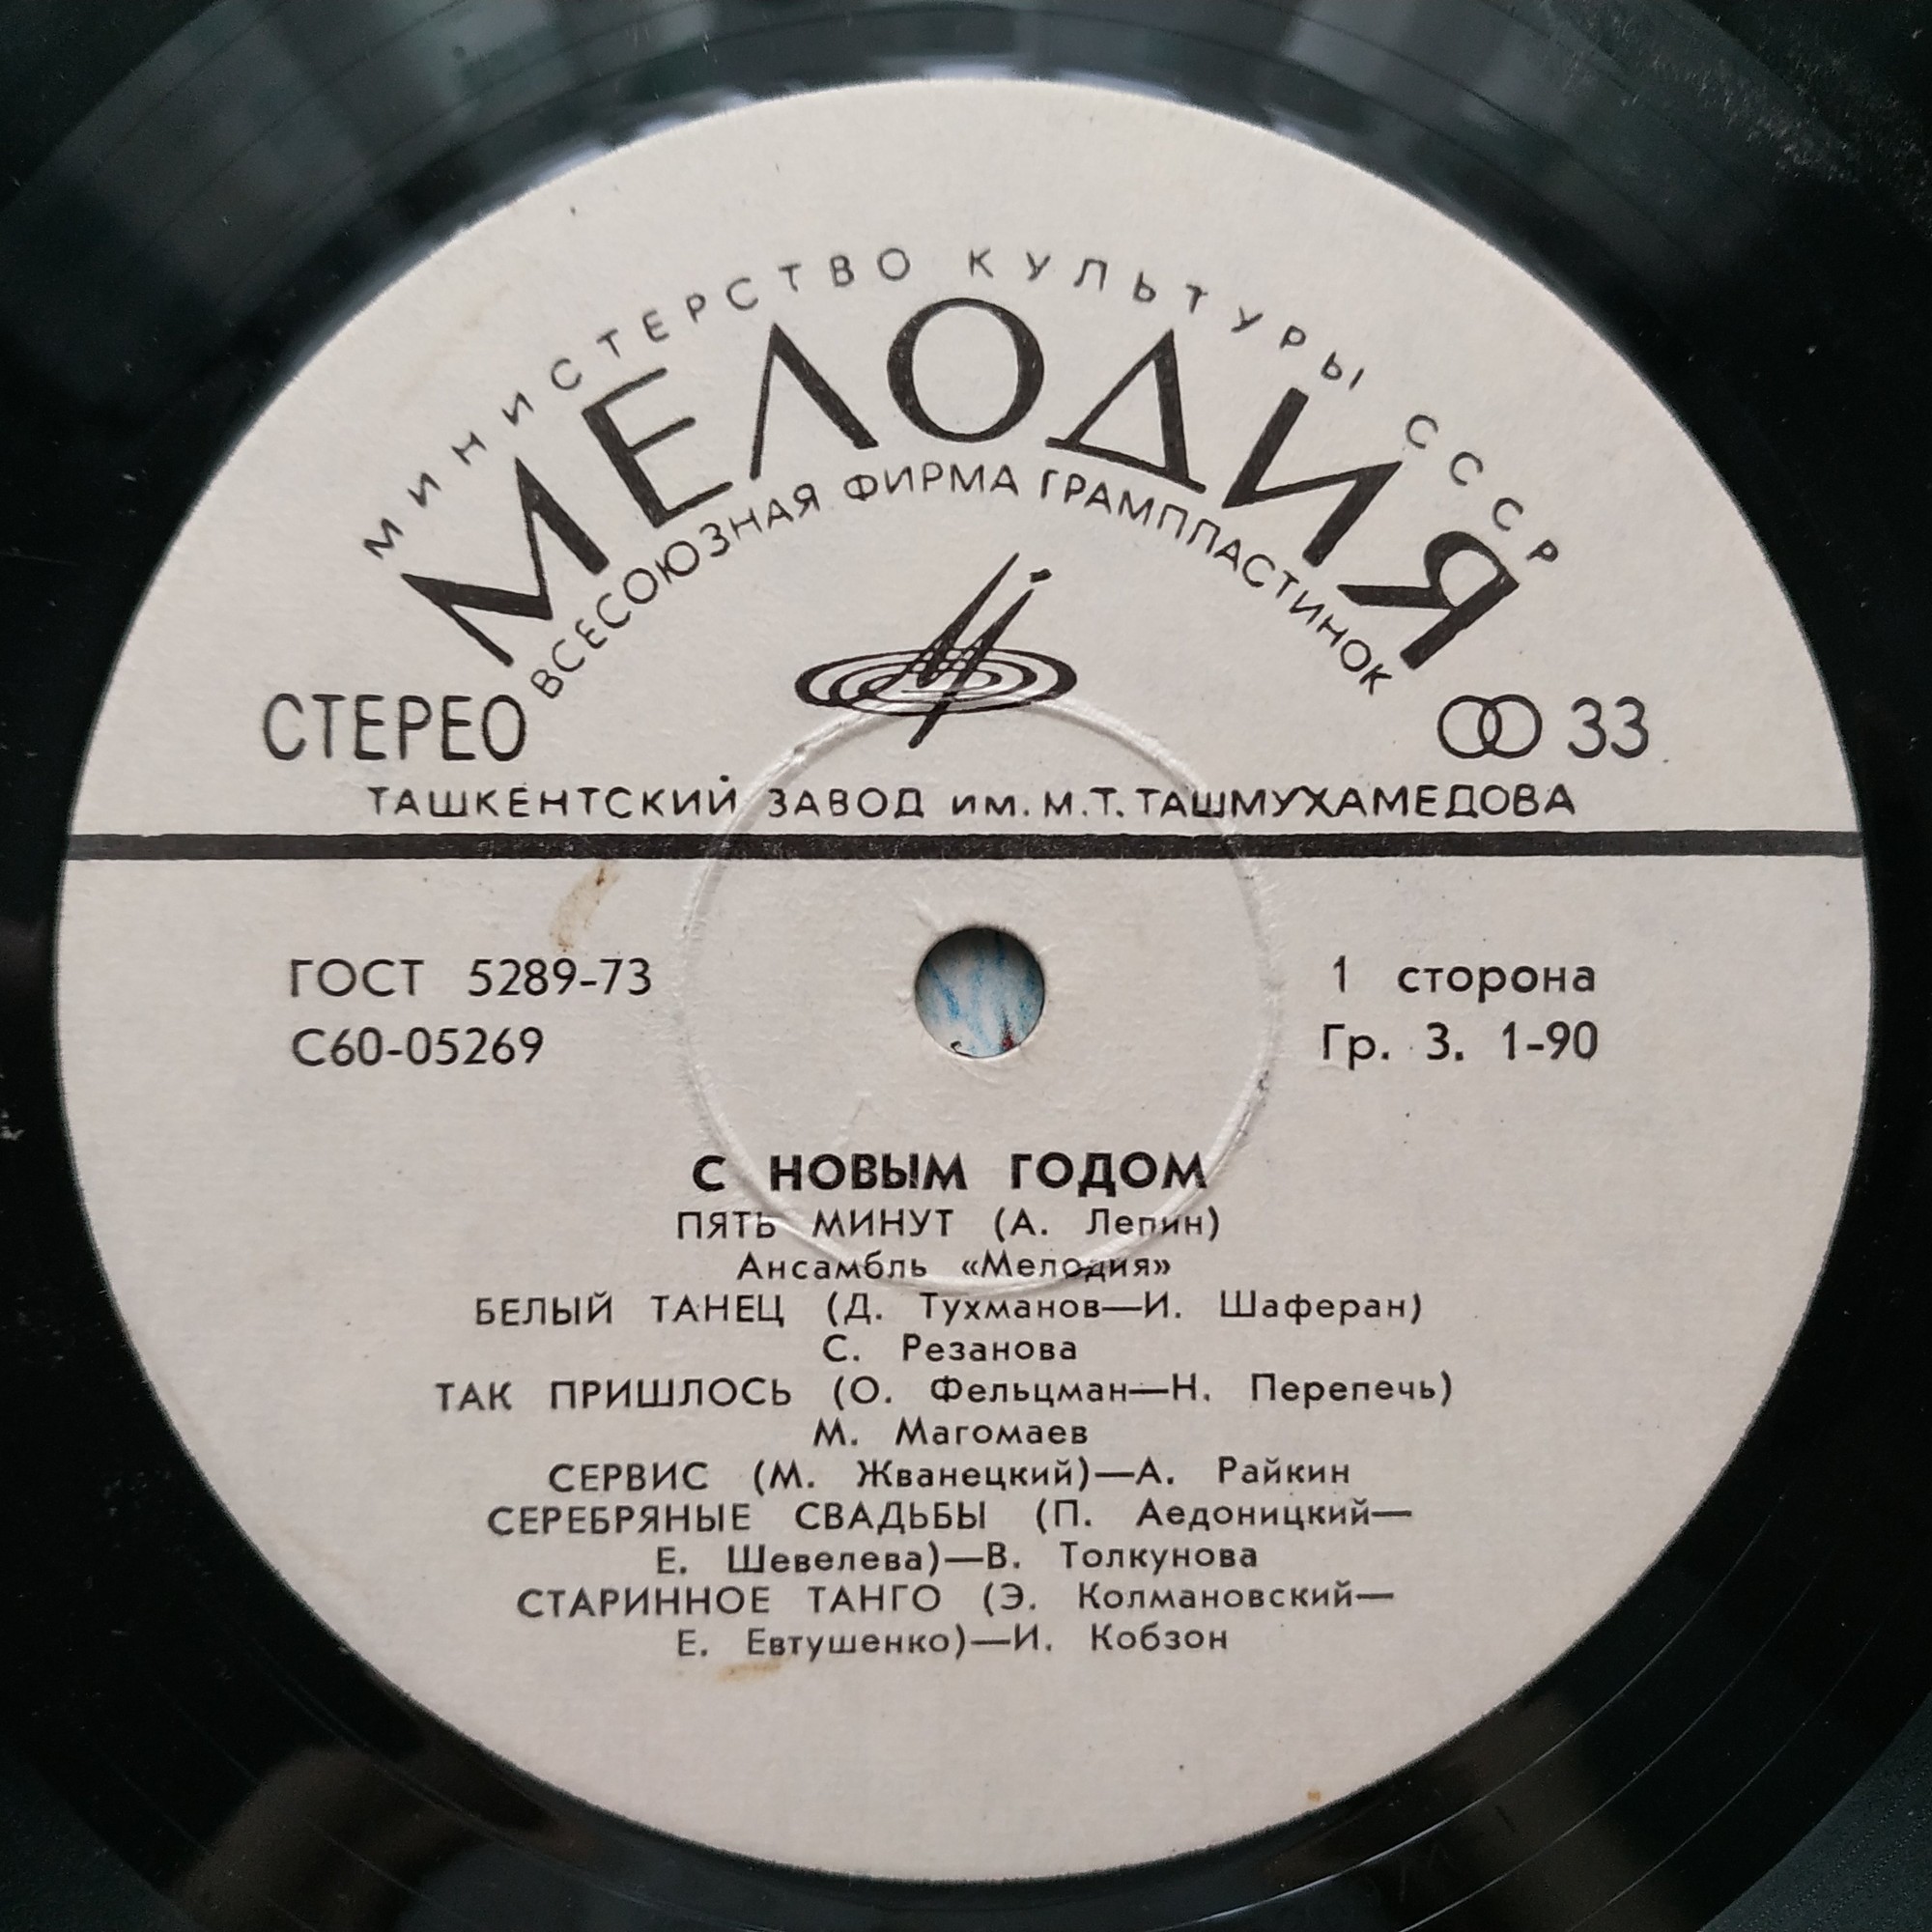 МИНИСТЕРСТВО КУЛЬТУРЫ СССР
МЕЛОДИЯ
ВСЕСОЮЗНАЯ ФИРМА ГРАМПЛАСТИНОК
СТЕРЕО 33
ТАШКЕНТСКИЙ ЗАВОД им. М.Т. ТАШМУХАМЕДОВА
ГОСТ 5289-73 1 сторона
С60-05269 Гр. 3. 1-90
С НОВЫМ ГОДОМ
ПЯТЬ МИНУТ (А. Лепин)
Ансамбль «Мелодия»
БЕЛЫЙ ТАНЕЦ (Д. Тухманов—И. Шаферан)
С. Резанова
ТАК ПРИШЛОСЬ (О. Фельцман—Н. Перепечь)
М. Магомаев
СЕРВИС (М. Жванецкий)—А. Райкин
СЕРЕБРЯНЫЕ СВАДЬБЫ (П. Аедоницкий—
Е. Шевелева)—В. Толкунова
СТАРИННОЕ ТАНГО (Э. Колмановский—
Е. Евтушенко)—И. Кобзон